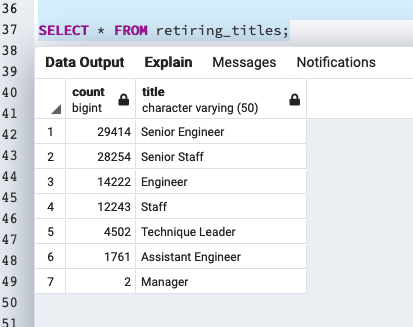 36
37 SELECT * FROM retiring_titles;
38 Data Output Explain Messages Notifications
39
40 count title
41 bigint character varying (50)
42 1 29414 Senior Engineer
43 2 28254 Senior Staff
44 3 14222 Engineer
45 4 12243 Staff
46 5 4502 Technique Leader
47
48 6 1761 Assistant Engineer
49 7 2 Manager
50
51